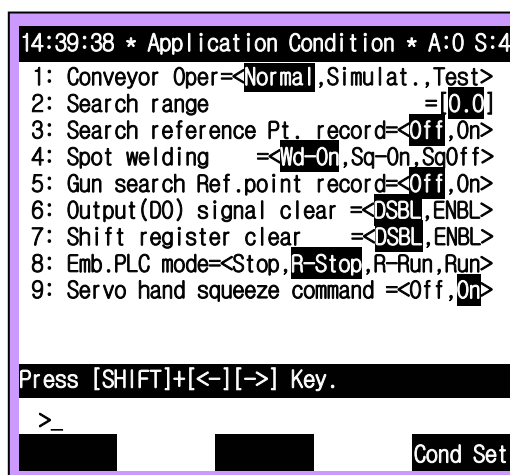 14:39:38 * Application Condition * A:0 S:4
1: Conveyor Oper=<Normal,Simulat.,Test>
2: Search range =[0.0]
3: Search reference Pt. record=<Off,On>
4: Spot welding =<Wd-On,Sq-On,SqOff>
5: Gun search Ref.point record=<Off,On>
6: Output(DO) signal clear =<DSBL,ENBL>
7: Shift register clear =<DSBL,ENBL>
8: Emb.PLC mode=<Stop,R-Stop,R-Run,Run>
9: Servo hand squeeze command =<Off,On>
Press [SHIFT]+[<-][->] Key.
>_
Cond Set